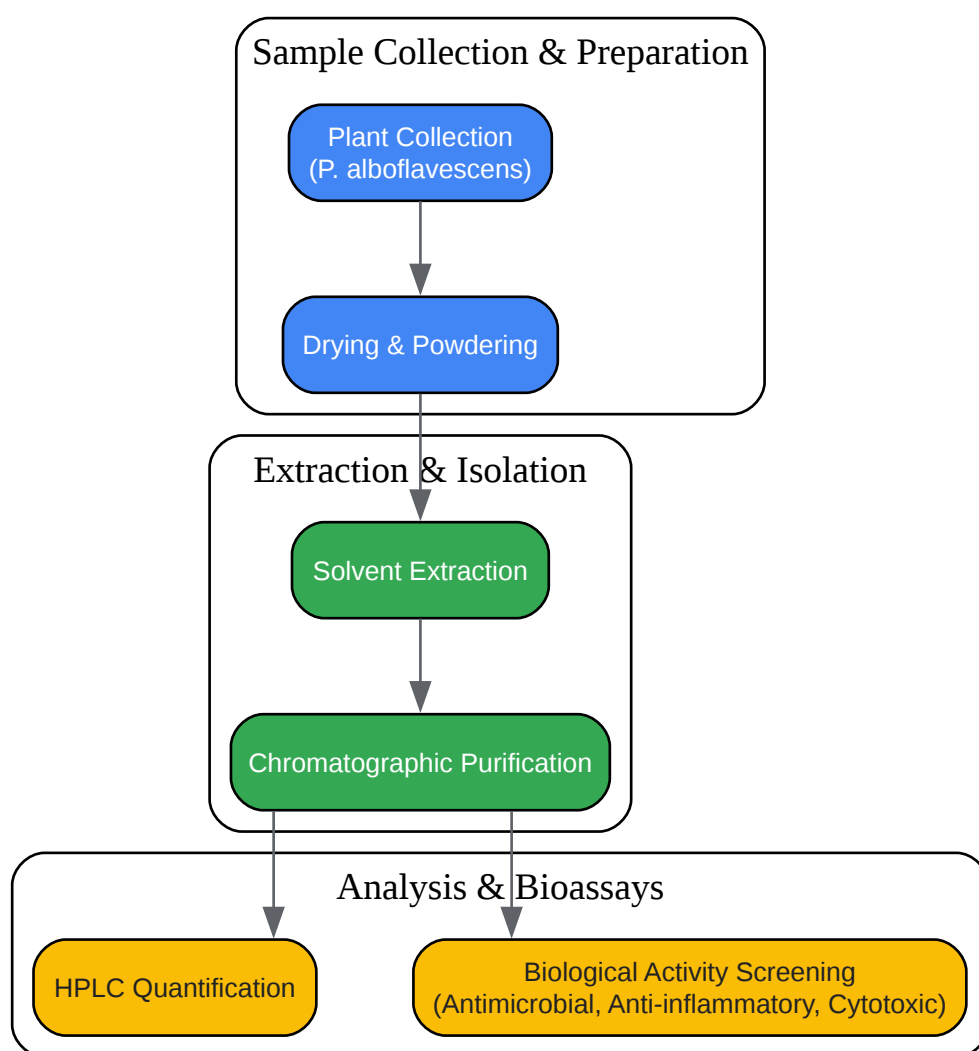 Sample Collection & Preparation
Plant Collection
(P. alboflavescens)
Drying & Powdering
Extraction & Isolation
Solvent Extraction
Chromatographic Purification
Analysis & Bioassays
HPLC Quantification
Biological Activity Screening
(Antimicrobial, Anti-inflammatory, Cytotoxic)